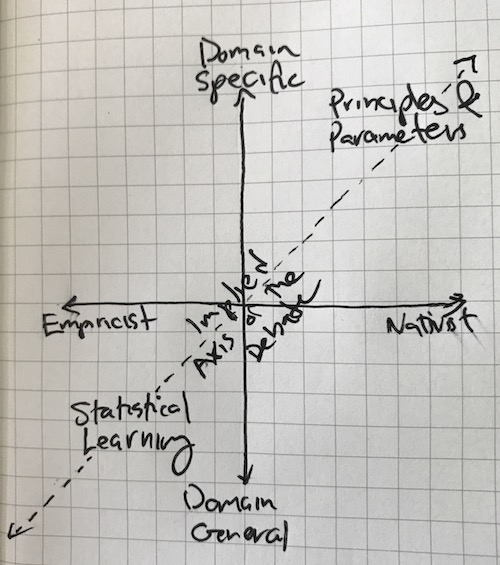 Domain
Specific
Principles &
Parameters
Implied
Axis of the
Debate
Empiricist
Nativist
Statistical
Learning
Domain
General